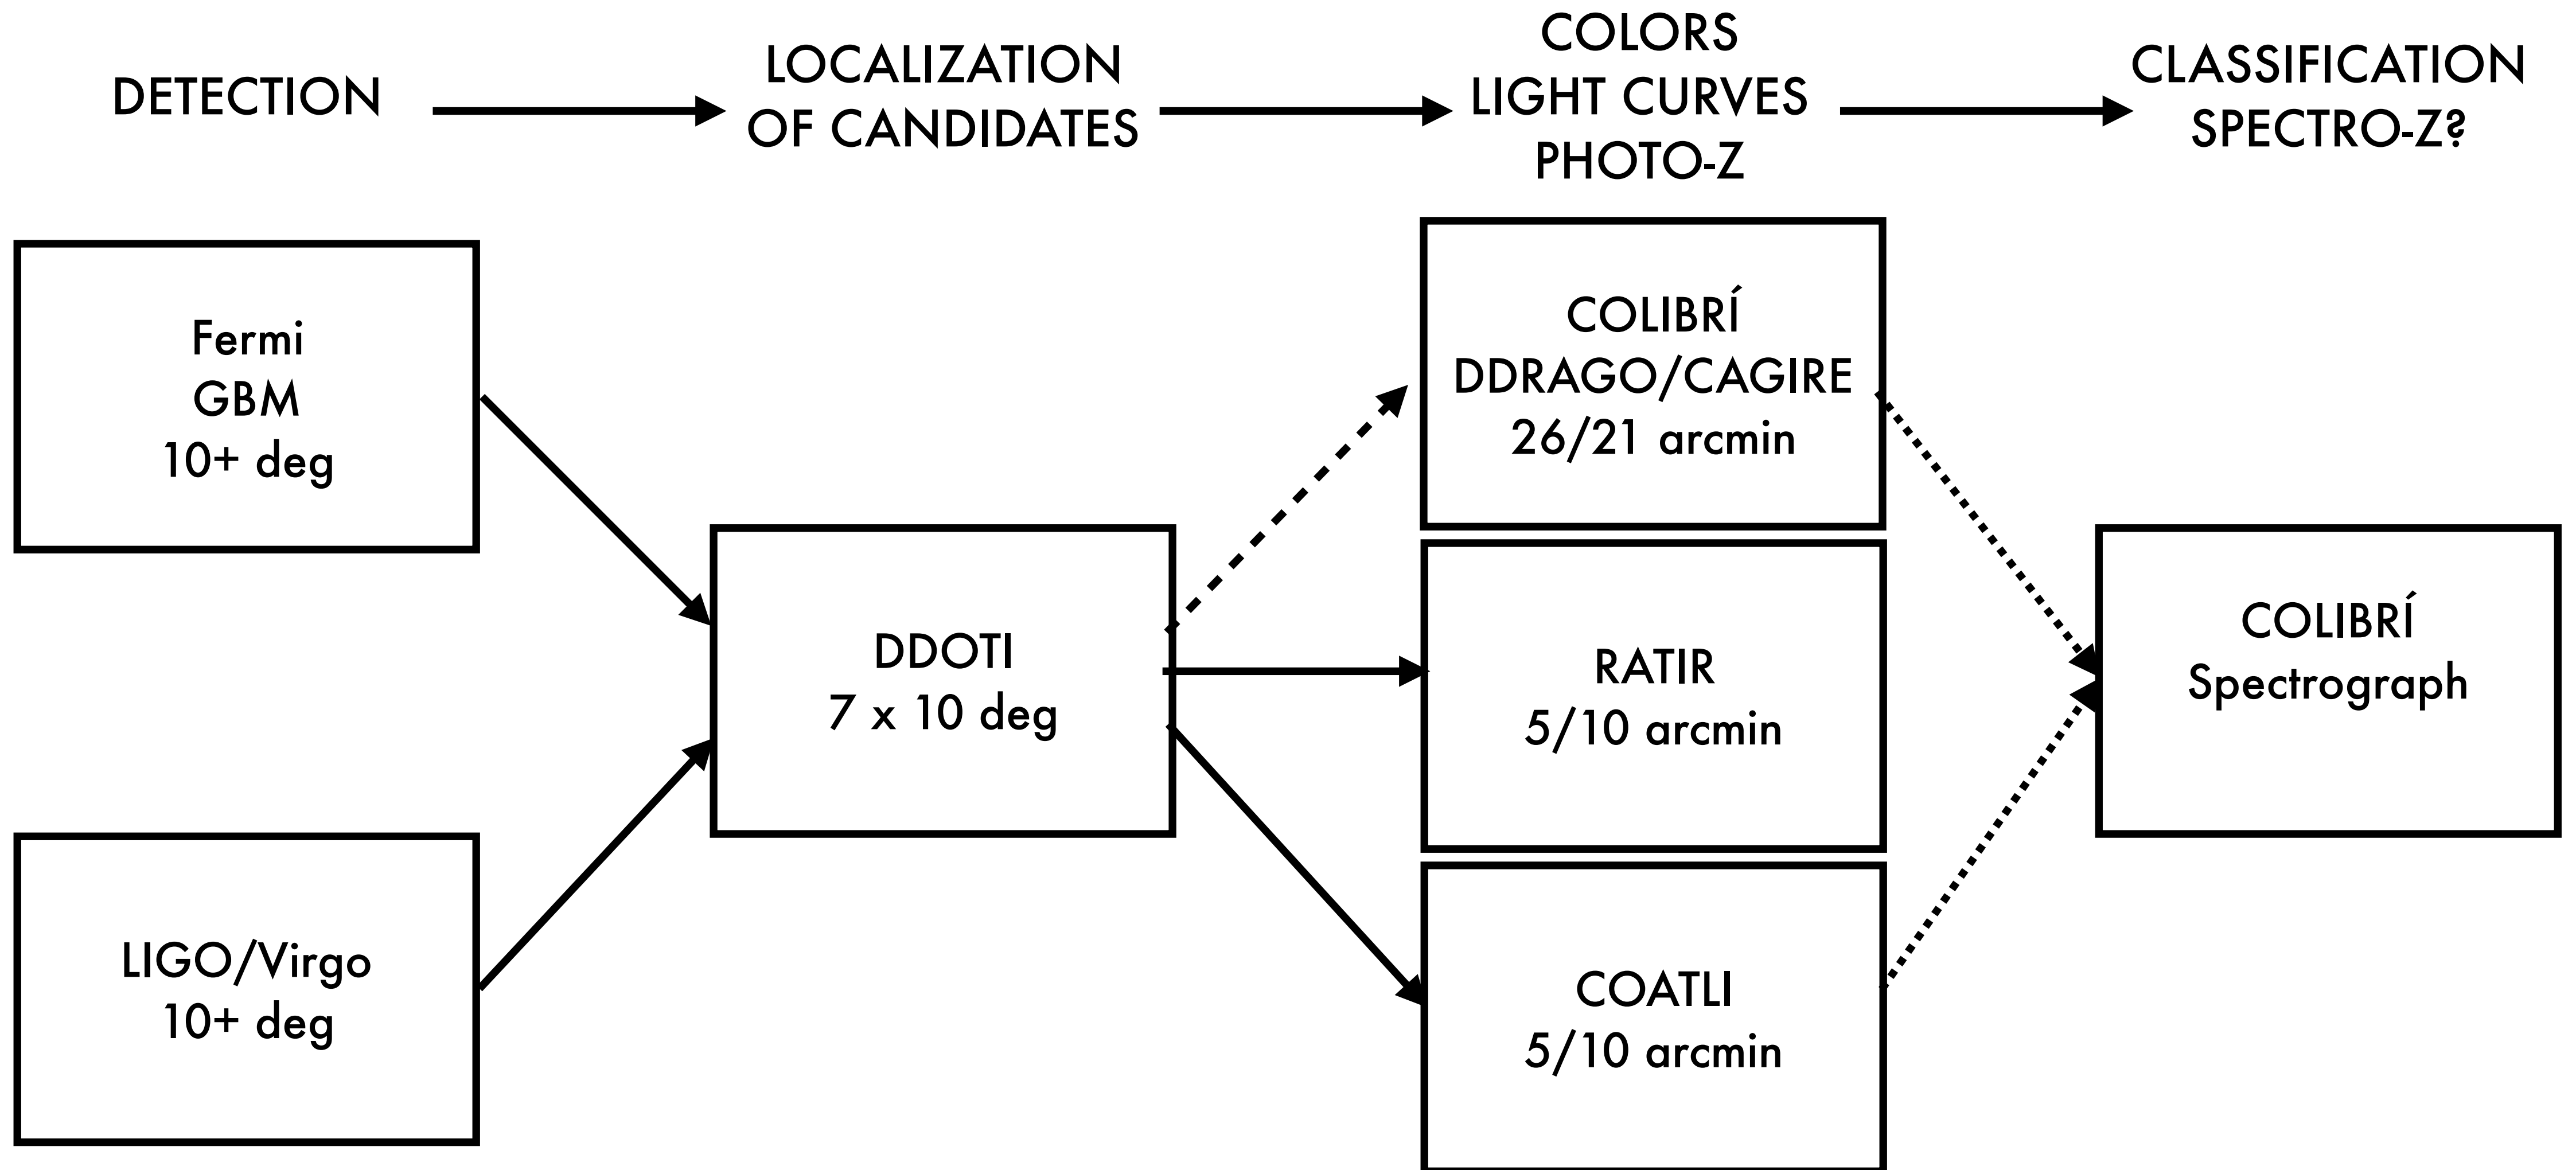 DETECTION
LOCALIZATION
OF CANDIDATES
COLORS
LIGHT CURVES
PHOTO-Z
CLASSIFICATION
SPECTRO-Z?
Fermi
GBM
10+ deg
LIGO/Virgo
10+ deg
DDOTI
7 x 10 deg
COLIBRÍ
DDRAGO/CAGIRE
26/21 arcmin
RATIR
5/10 arcmin
COATLI
5/10 arcmin
COLIBRÍ
Spectrograph